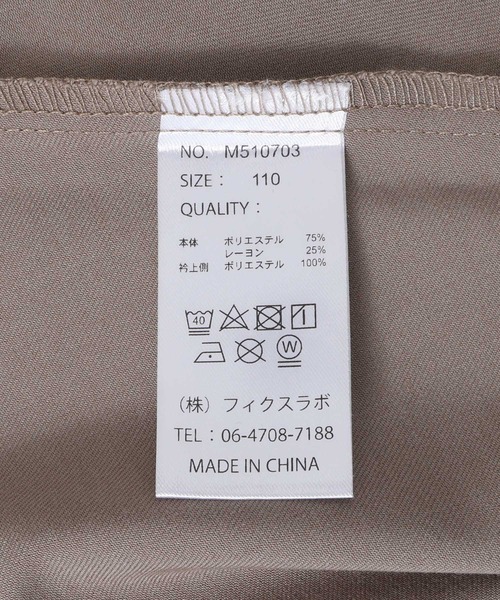 NO. M510703
SIZE： 110
QUALITY：
本体 ポリエステル 75%
レーヨン 25%
衿上側 ポリエステル 100%
40
W
（株）フィクスラボ
TEL：06-4708-7188
MADE IN CHINA